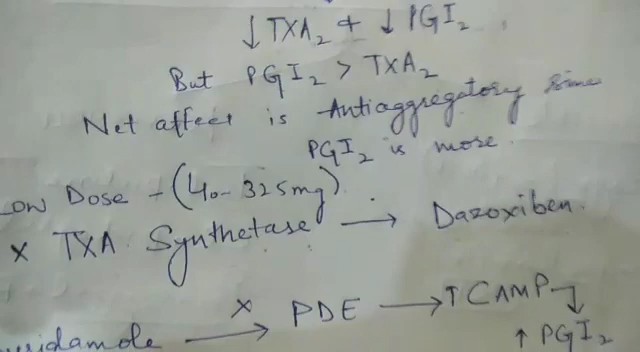 ↓ TXA₂ + ↓ PGI₂
But PGI₂ > TXA₂
Net affect is Antiaggregatory since
PGI₂ is more.
Low Dose - (40-325mg).
x TXA Synthetase → Dazoxiben.
x PDE → ↑ CAMP
↑ PGI₂